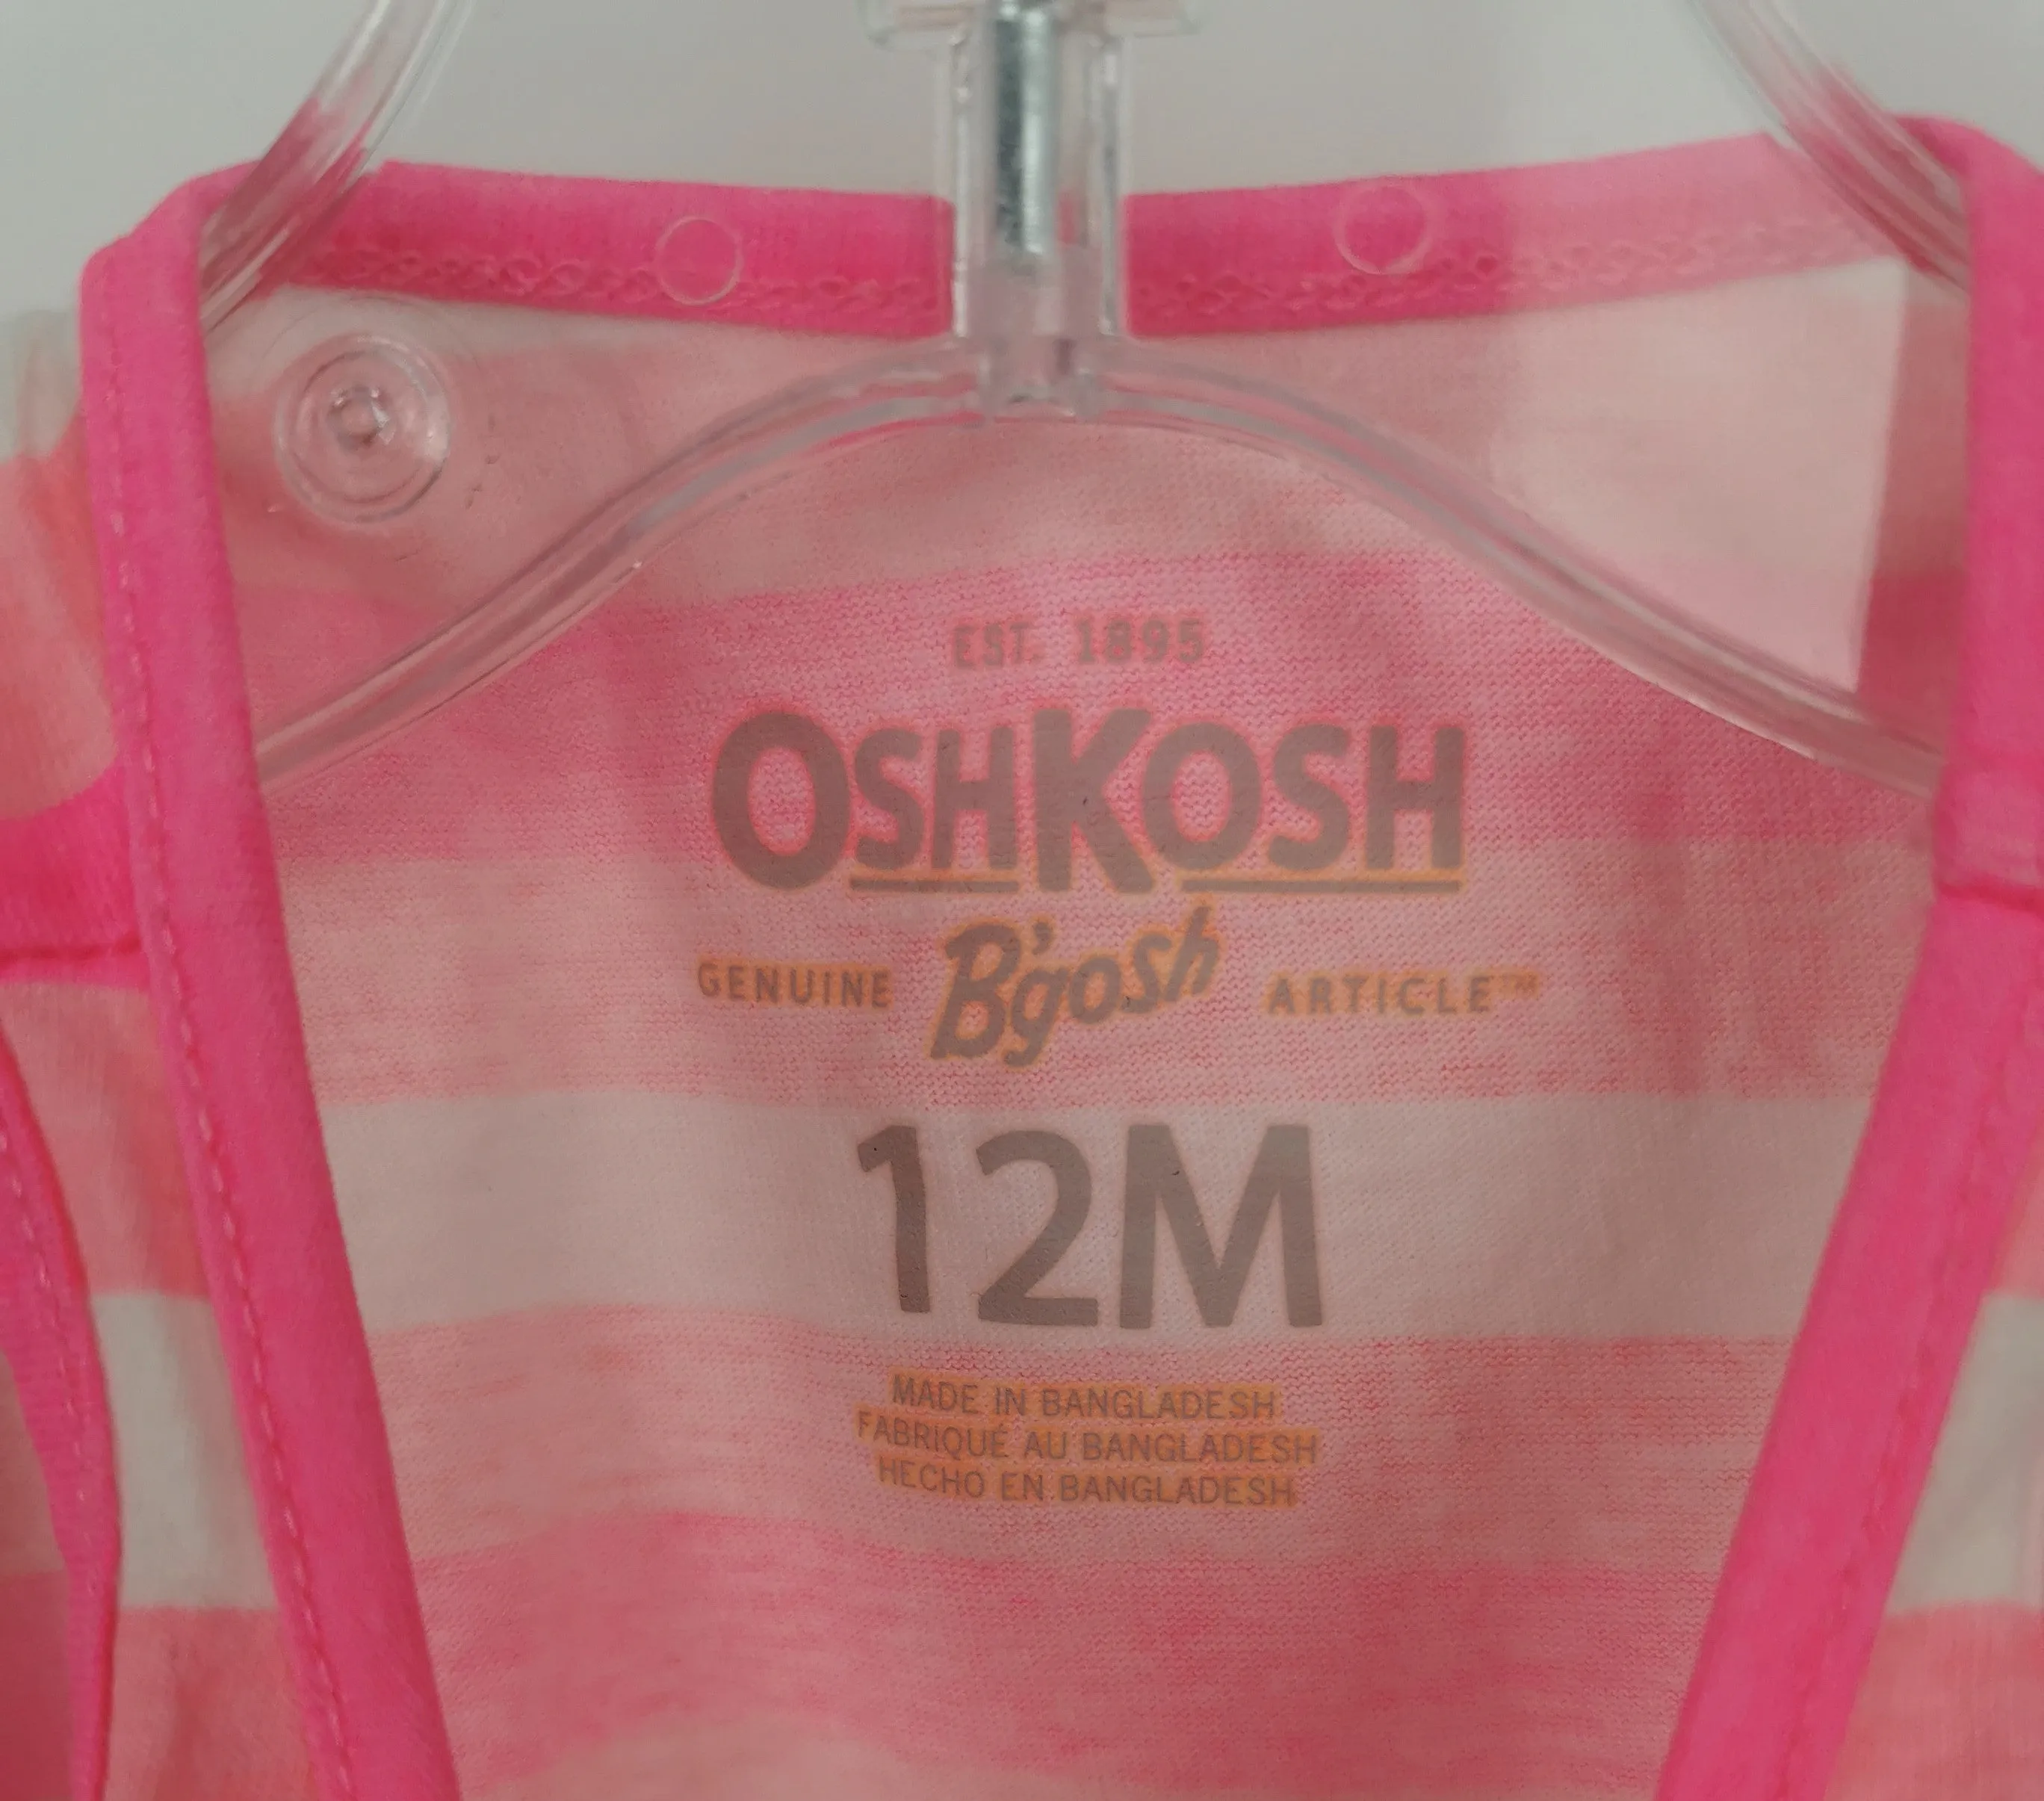 EST. 1895
OSHKOSH
GENUINE B'gosh ARTICLE™
12M
MADE IN BANGLADESH
FABRIQUÉ AU BANGLADESH
HECHO EN BANGLADESH